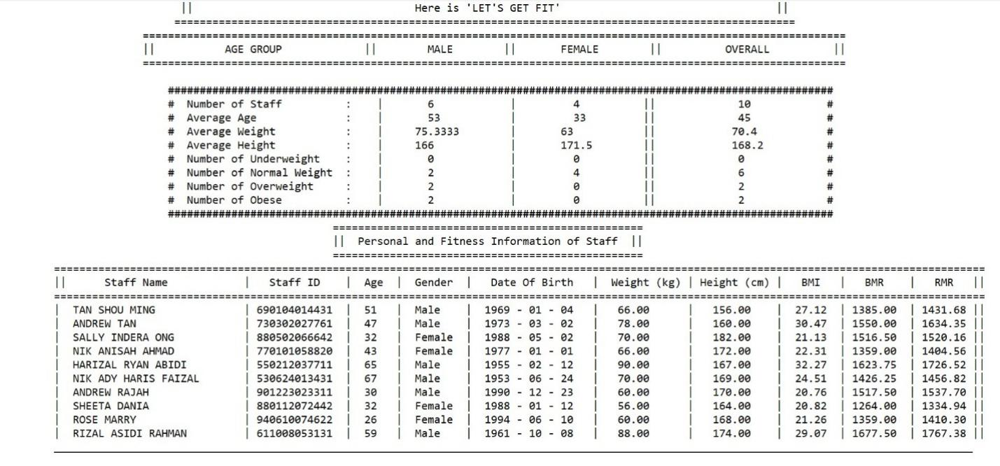 || Here is 'LET'S GET FIT' ||
|| AGE GROUP || MALE || FEMALE || OVERALL ||
# Number of Staff : | 6 | 4 || 10 #
# Average Age : | 53 | 33 || 45 #
# Average Weight : | 75.3333 | 63 || 70.4 #
# Average Height : | 166 | 171.5 || 168.2 #
# Number of Underweight : | 0 | 0 || 0 #
# Number of Normal Weight : | 2 | 4 || 6 #
# Number of Overweight : | 2 | 0 || 2 #
# Number of Obese : | 2 | 0 || 2 #
|| Personal and Fitness Information of Staff ||
|| Staff Name | Staff ID | Age | Gender | Date Of Birth | Weight (kg) | Height (cm) | BMI | BMR | RMR ||
| TAN SHOU MING | 690104014431 | 51 | Male | 1969 - 01 - 04 | 66.00 | 156.00 | 27.12 | 1385.00 | 1431.68 ||
| ANDREW TAN | 730302027761 | 47 | Male | 1973 - 03 - 02 | 78.00 | 160.00 | 30.47 | 1550.00 | 1634.35 ||
| SALLY INDERA ONG | 880502066642 | 32 | Female | 1988 - 05 - 02 | 70.00 | 182.00 | 21.13 | 1516.50 | 1520.16 ||
| NIK ANISAH AHMAD | 770101058820 | 43 | Female | 1977 - 01 - 01 | 66.00 | 172.00 | 22.31 | 1359.00 | 1404.56 ||
| HARIZAL RYAN ABIDI | 550212037711 | 65 | Male | 1955 - 02 - 12 | 90.00 | 167.00 | 32.27 | 1623.75 | 1726.52 ||
| NIK ADY HARIS FAIZAL | 530624013431 | 67 | Male | 1953 - 06 - 24 | 70.00 | 169.00 | 24.51 | 1426.25 | 1456.82 ||
| ANDREW RAJAH | 901223023311 | 30 | Male | 1990 - 12 - 23 | 60.00 | 170.00 | 20.76 | 1517.50 | 1537.70 ||
| SHEETA DANIA | 880112072442 | 32 | Female | 1988 - 01 - 12 | 56.00 | 164.00 | 20.82 | 1264.00 | 1334.94 ||
| ROSE MARRY | 940610074622 | 26 | Female | 1994 - 06 - 10 | 60.00 | 168.00 | 21.26 | 1359.00 | 1410.30 ||
| RIZAL ASIDI RAHMAN | 611008053131 | 59 | Male | 1961 - 10 - 08 | 88.00 | 174.00 | 29.07 | 1677.50 | 1767.38 ||